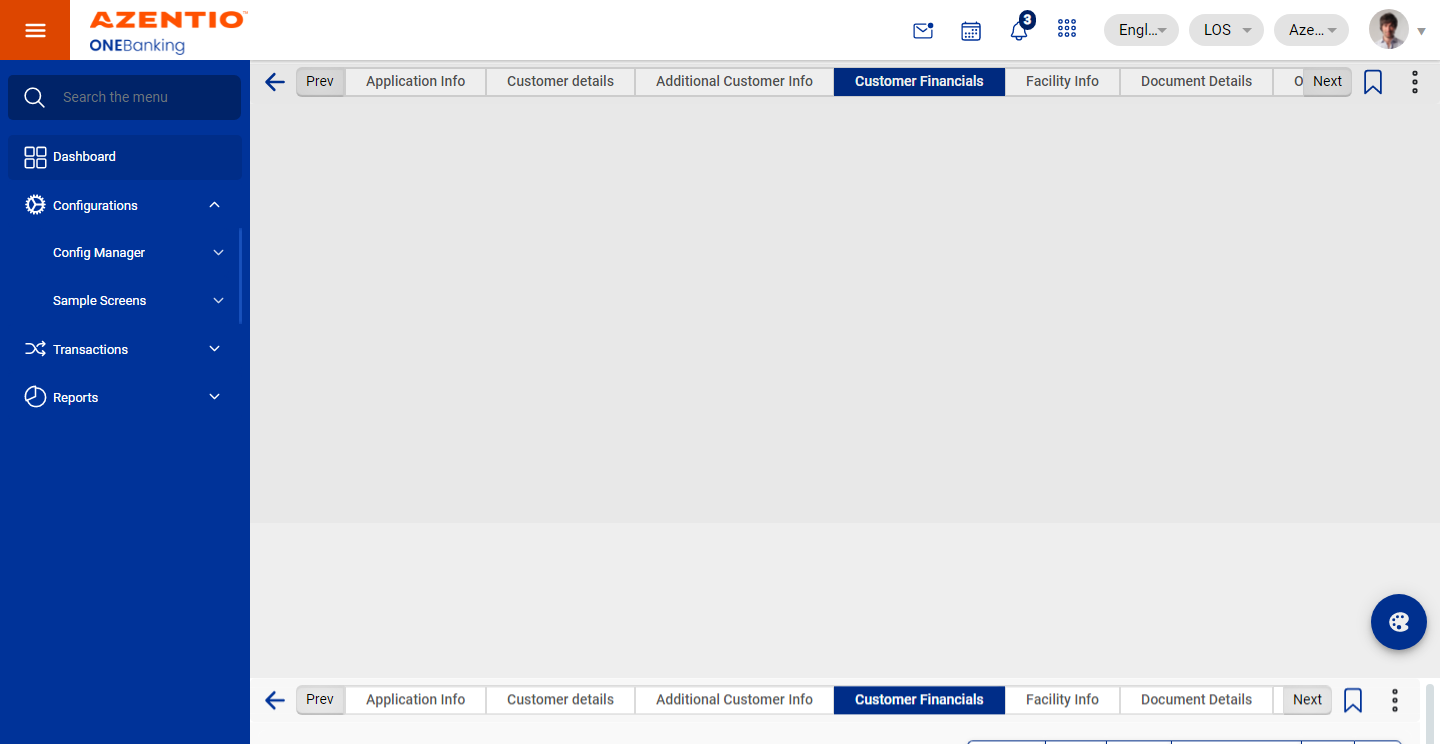 AZENTIO™
ONEBanking
3
Engl...
LOS
Aze...
Search the menu
Dashboard
Configurations
Config Manager
Sample Screens
Transactions
Reports
Prev Application Info Customer details Additional Customer Info Customer Financials Facility Info Document Details O Next
Prev Application Info Customer details Additional Customer Info Customer Financials Facility Info Document Details Next